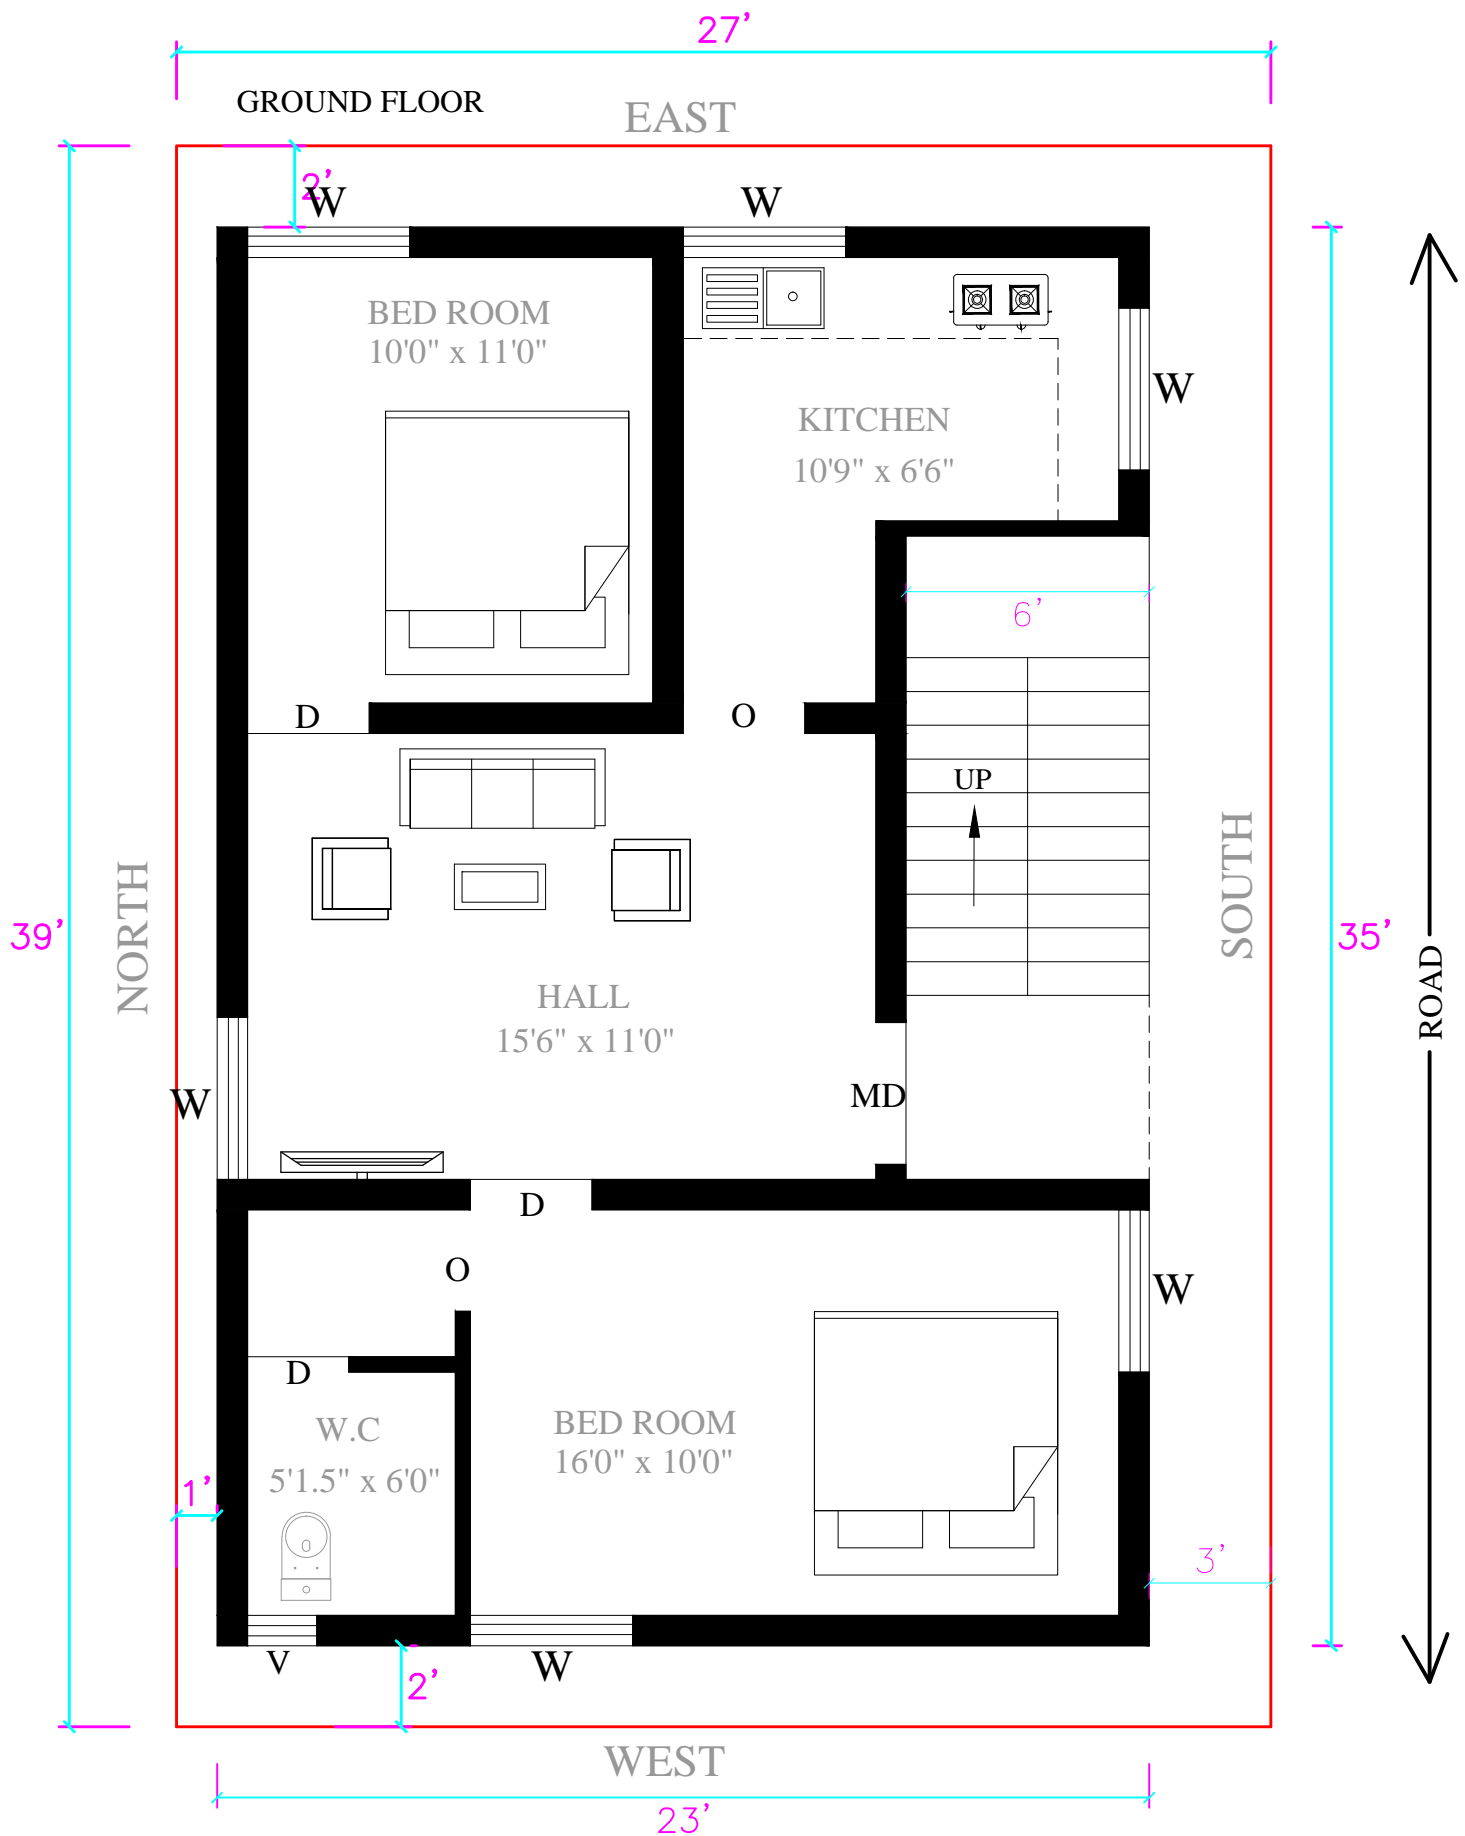 27'
GROUND FLOOR
EAST
2'
W
W
BED ROOM
10'0" x 11'0"
KITCHEN
10'9" x 6'6"
W
6'
D
O
UP
NORTH
39'
SOUTH
35'
ROAD
HALL
15'6" x 11'0"
MD
W
D
O
W
D
W.C
5'1.5" x 6'0"
BED ROOM
16'0" x 10'0"
1'
3'
V
W
2'
WEST
23'